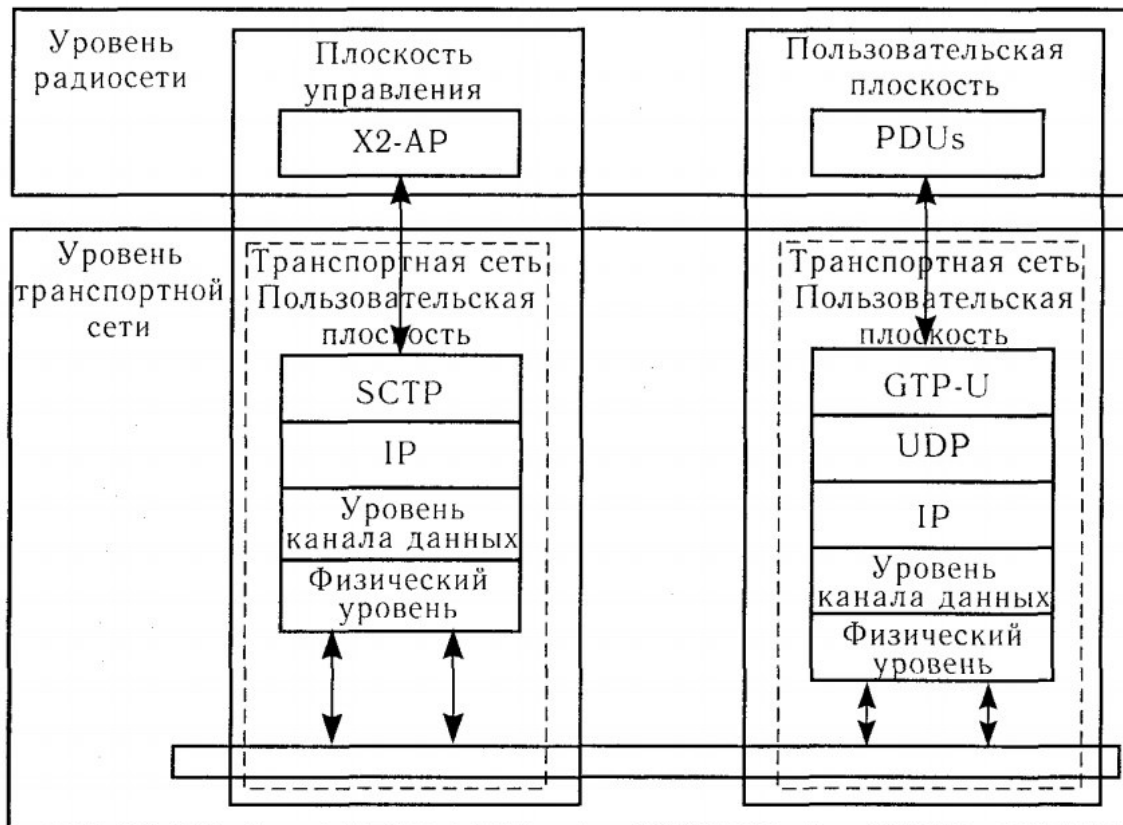 Уровень
радиосети
Плоскость
управления
X2-AP
Пользовательская
плоскость
PDUs
Уровень
транспортной
сети
Транспортная сеть
Пользовательская
плоскость
SCTP
IP
Уровень
канала данных
Физический
уровень
Транспортная сеть
Пользовательская
плоскость
GTP-U
UDP
IP
Уровень
канала данных
Физический
уровень